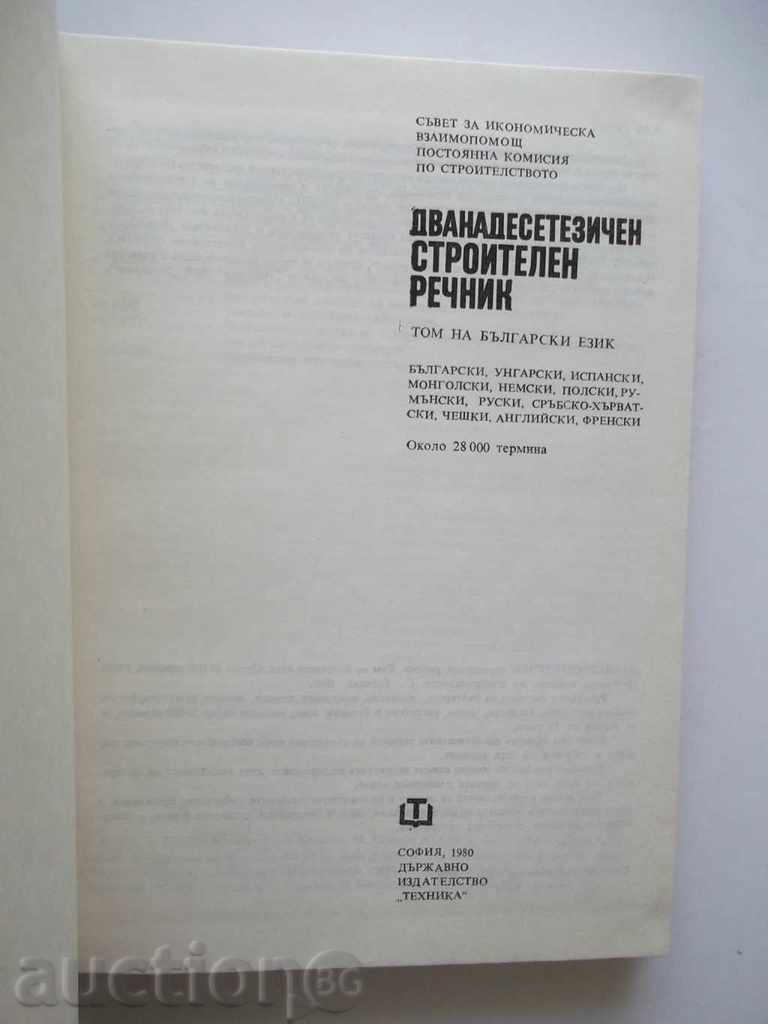 СЪВЕТ ЗА ИКОНОМИЧЕСКА
ВЗАИМОПОМОЩ
ПОСТОЯННА КОМИСИЯ
ПО СТРОИТЕЛСТВОТО
ДВАНАДЕСЕТЕЗИЧЕН
СТРОИТЕЛЕН
РЕЧНИК
ТОМ НА БЪЛГАРСКИ ЕЗИК
БЪЛГАРСКИ, УНГАРСКИ, ИСПАНСКИ,
МОНГОЛСКИ, НЕМСКИ, ПОЛСКИ, РУ-
МЪНСКИ, РУСКИ, СРЪБСКО-ХЪРВАТ-
СКИ, ЧЕШКИ, АНГЛИЙСКИ, ФРЕНСКИ
Около 28 000 термина
Т
СОФИЯ, 1980
ДЪРЖАВНО
ИЗДАТЕЛСТВО
„ТЕХНИКА"
auction BG